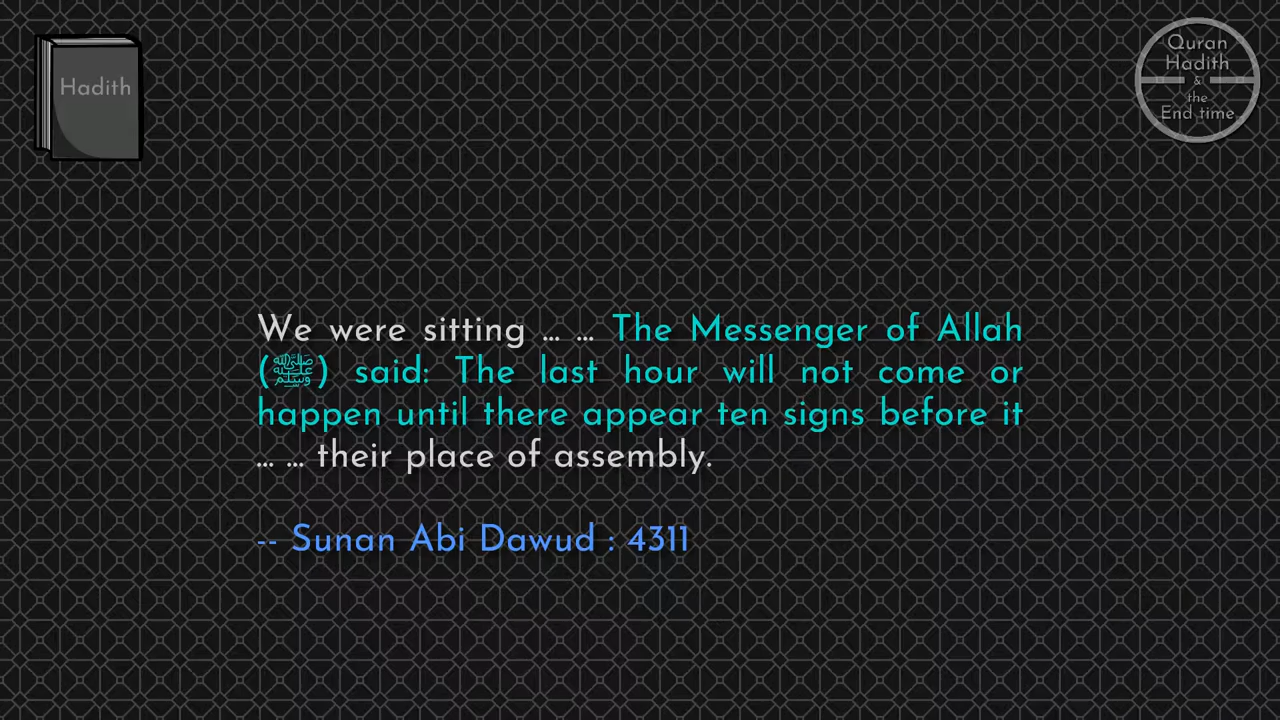 Hadith
Quran
Hadith
&
the
End time
We were sitting ... ... The Messenger of Allah
(ﷺ) said: The last hour will not come or
happen until there appear ten signs before it
... ... their place of assembly.
-- Sunan Abi Dawud : 4311